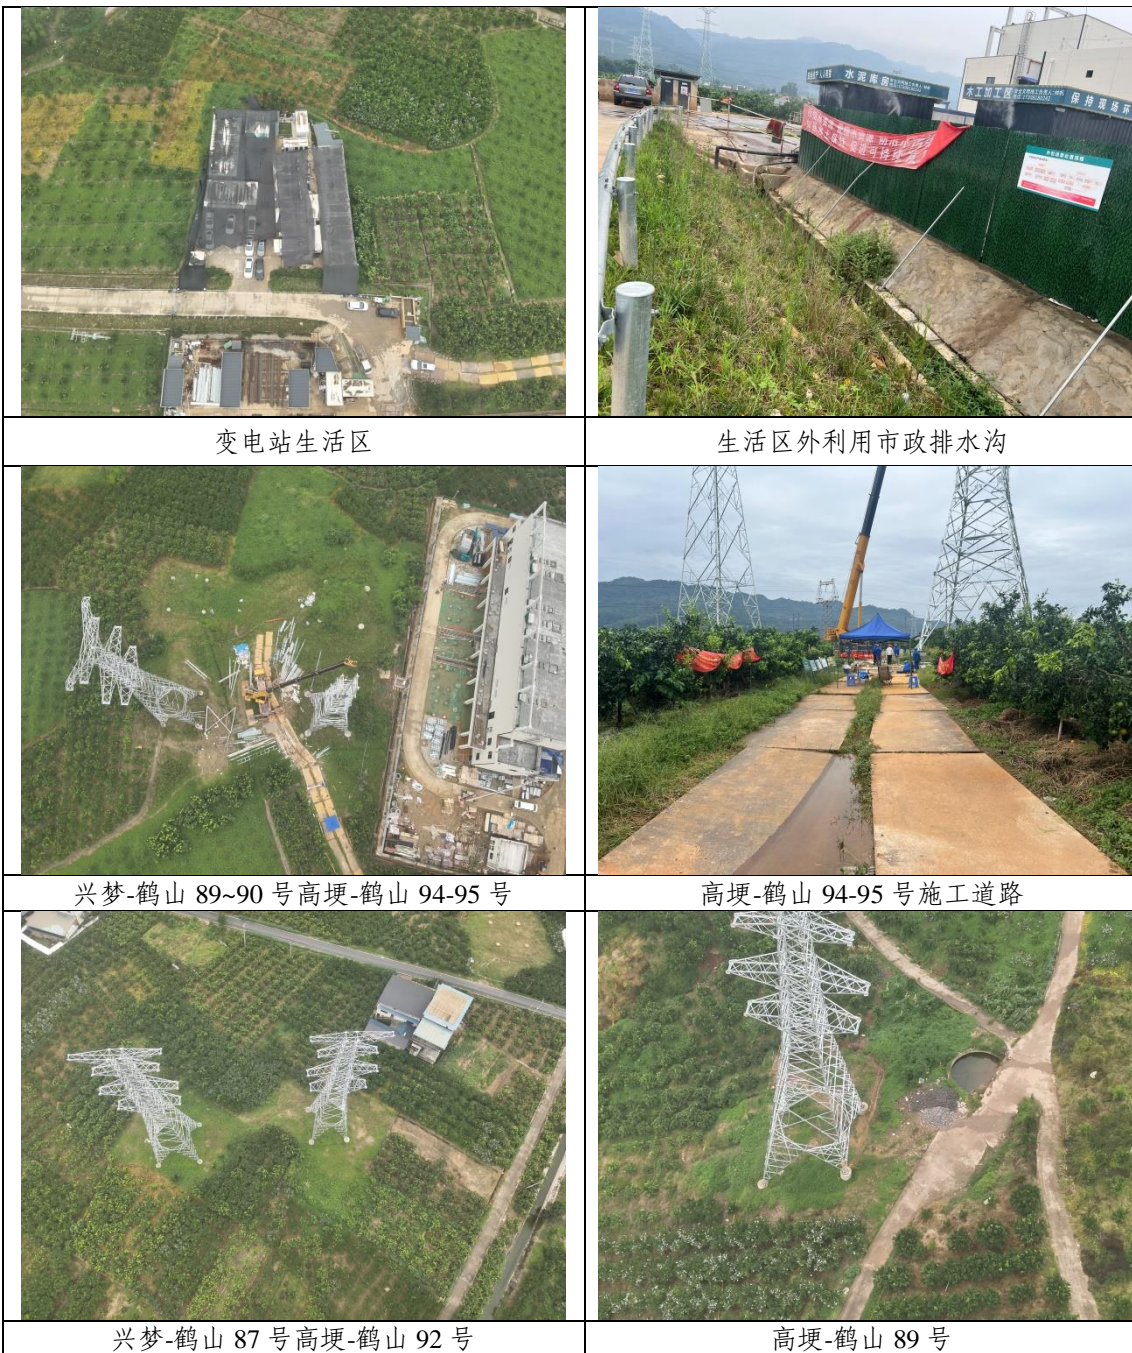 水泥库房
木工加工区
保持现场环
变电站生活区
生活区外利用市政排水沟
兴梦-鹤山 89~90 号高埂-鹤山 94-95 号
高埂-鹤山 94-95 号施工道路
兴梦-鹤山 87 号高埂-鹤山 92 号
高埂-鹤山 89 号